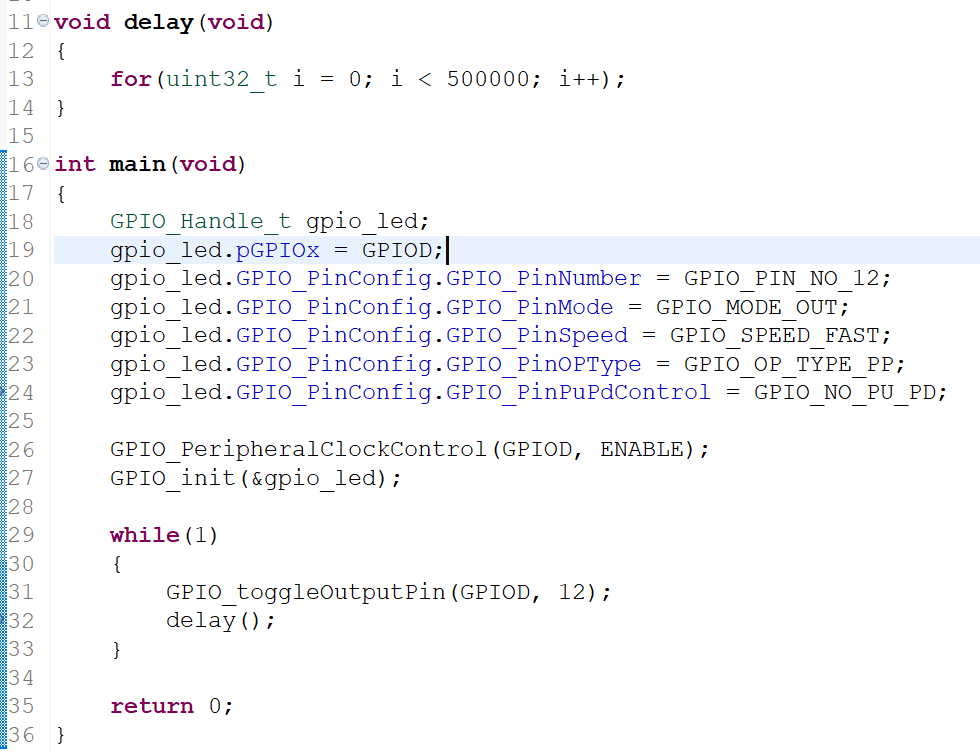 11 void delay(void)
12 {
13     for(uint32_t i = 0; i < 500000; i++);
14 }
15
16 int main(void)
17 {
18     GPIO_Handle_t gpio_led;
19     gpio_led.pGPIOx = GPIOD;
20     gpio_led.GPIO_PinConfig.GPIO_PinNumber = GPIO_PIN_NO_12;
21     gpio_led.GPIO_PinConfig.GPIO_PinMode = GPIO_MODE_OUT;
22     gpio_led.GPIO_PinConfig.GPIO_PinSpeed = GPIO_SPEED_FAST;
23     gpio_led.GPIO_PinConfig.GPIO_PinOPType = GPIO_OP_TYPE_PP;
24     gpio_led.GPIO_PinConfig.GPIO_PinPuPdControl = GPIO_NO_PU_PD;
25
26     GPIO_PeripheralClockControl(GPIOD, ENABLE);
27     GPIO_init(&gpio_led);
28
29     while(1)
30     {
31         GPIO_toggleOutputPin(GPIOD, 12);
32         delay();
33     }
34
35     return 0;
36 }